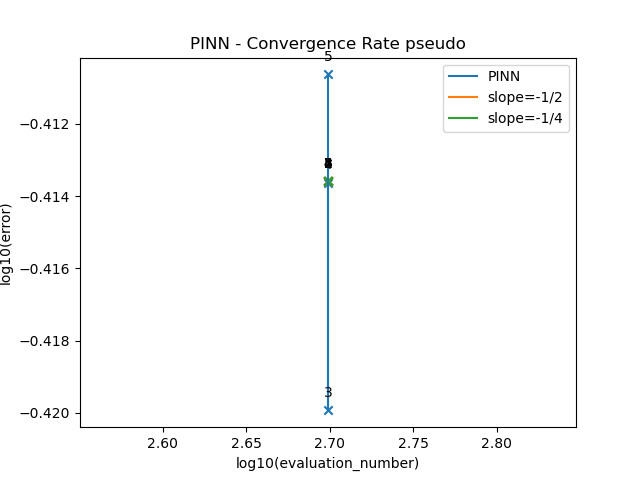 PINN - Convergence Rate pseudo
5
PINN
slope=-1/2
slope=-1/4
−0.412
−0.414
−0.416
−0.418
−0.420
3
log10(error)
2.60
2.65
2.70
2.75
2.80
log10(evaluation_number)